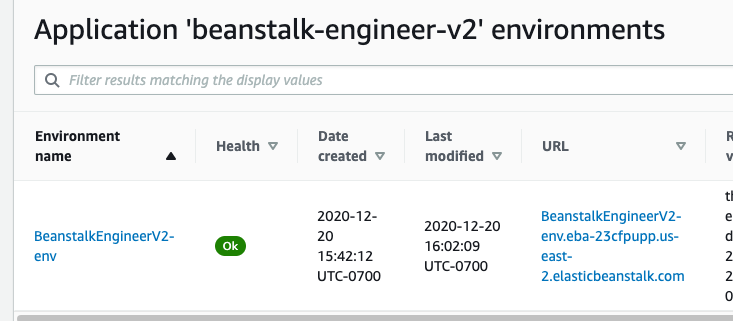 Application 'beanstalk-engineer-v2' environments
Filter results matching the display values
Environment
name
Health
Date
created
Last
modified
URL
BeanstalkEngineerV2-
env
Ok
2020-12-
20
15:42:12
UTC-0700
2020-12-20
16:02:09
UTC-0700
BeanstalkEngineerV2-
env.eba-23cfpupp.us-
east-
2.elasticbeanstalk.com